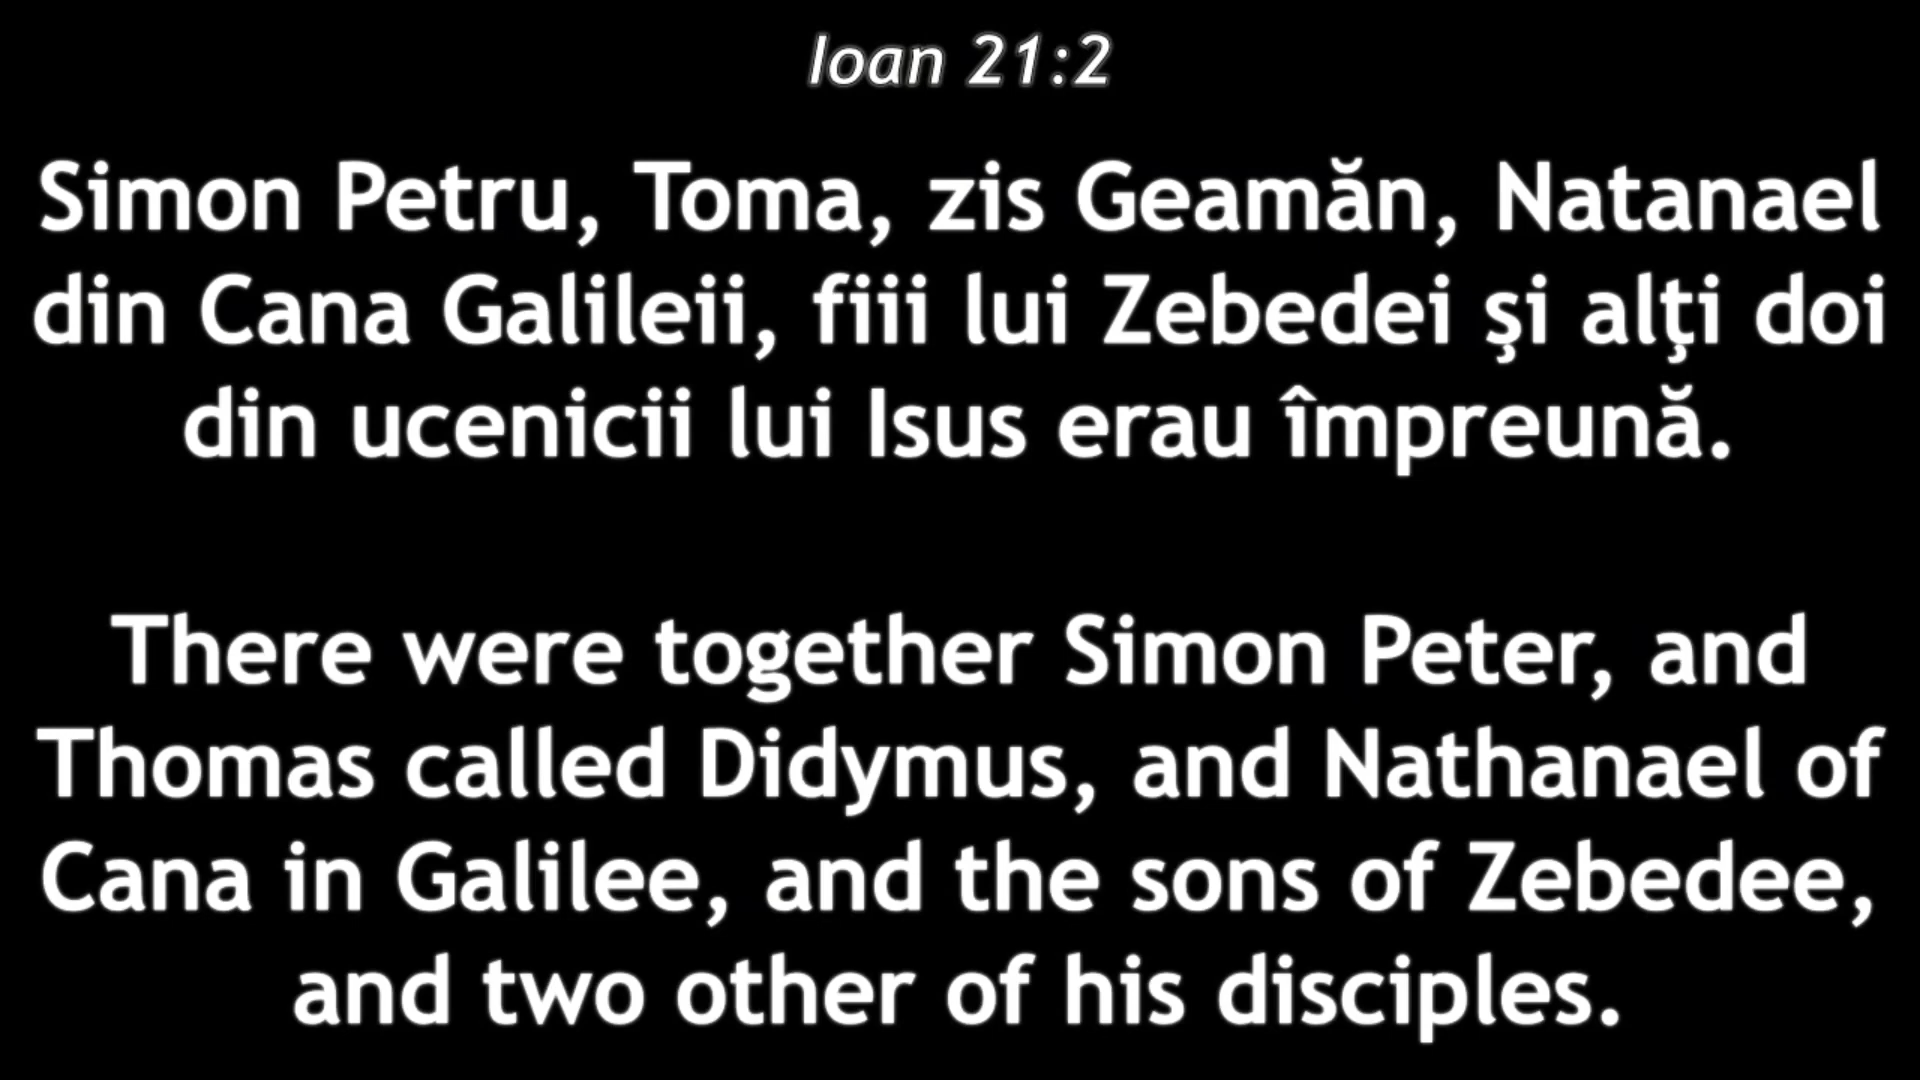 Ioan 21:2
Simon Petru, Toma, zis Geamăn, Natanael
din Cana Galileii, fiii lui Zebedei şi alţi doi
din ucenicii lui Isus erau împreună.
There were together Simon Peter, and
Thomas called Didymus, and Nathanael of
Cana in Galilee, and the sons of Zebedee,
and two other of his disciples.